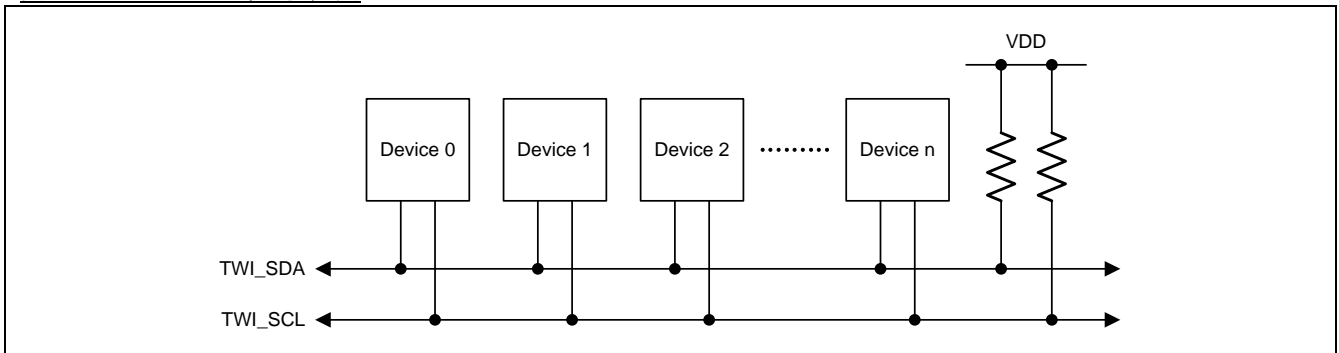 VDD
Device 0 Device 1 Device 2 ......... Device n
TWI_SDA
TWI_SCL